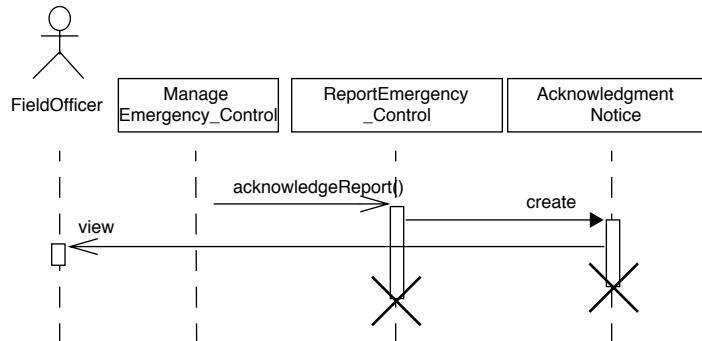 FieldOfficer
Manage
Emergency_Control
ReportEmergency
_Control
Acknowledgment
Notice
acknowledgeReport()
create
view